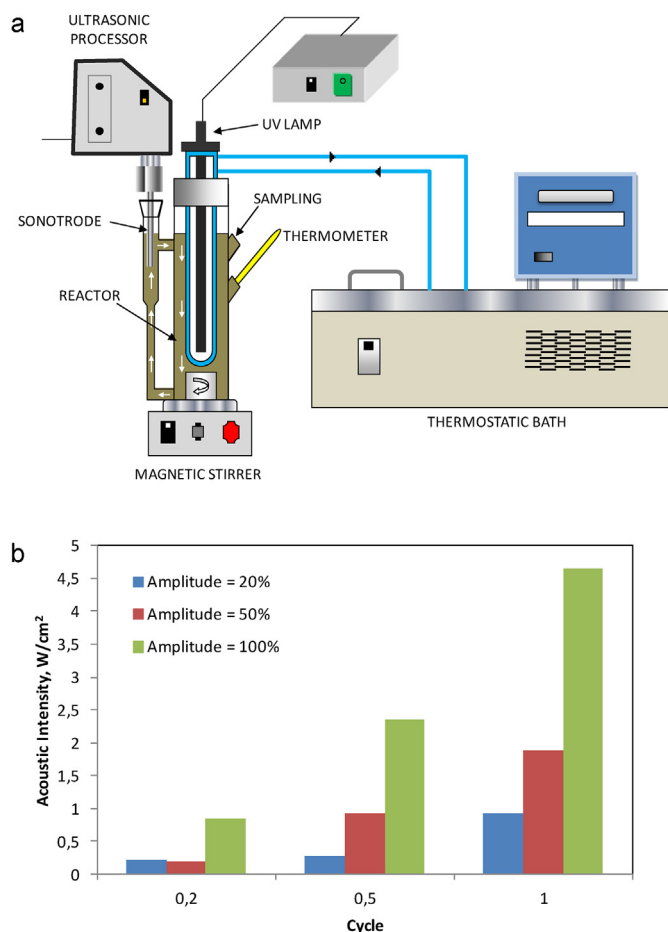 a
ULTRASONIC
PROCESSOR
UV LAMP
SAMPLING
SONOTRODE
THERMOMETER
REACTOR
THERMOSTATIC BATH
MAGNETIC STIRRER
b
5
4,5
4
3,5
3
2,5
2
1,5
1
0,5
0
Acoustic Intensity, W/cm²
Amplitude = 20%
Amplitude = 50%
Amplitude = 100%
0,2
0,5
1
Cycle